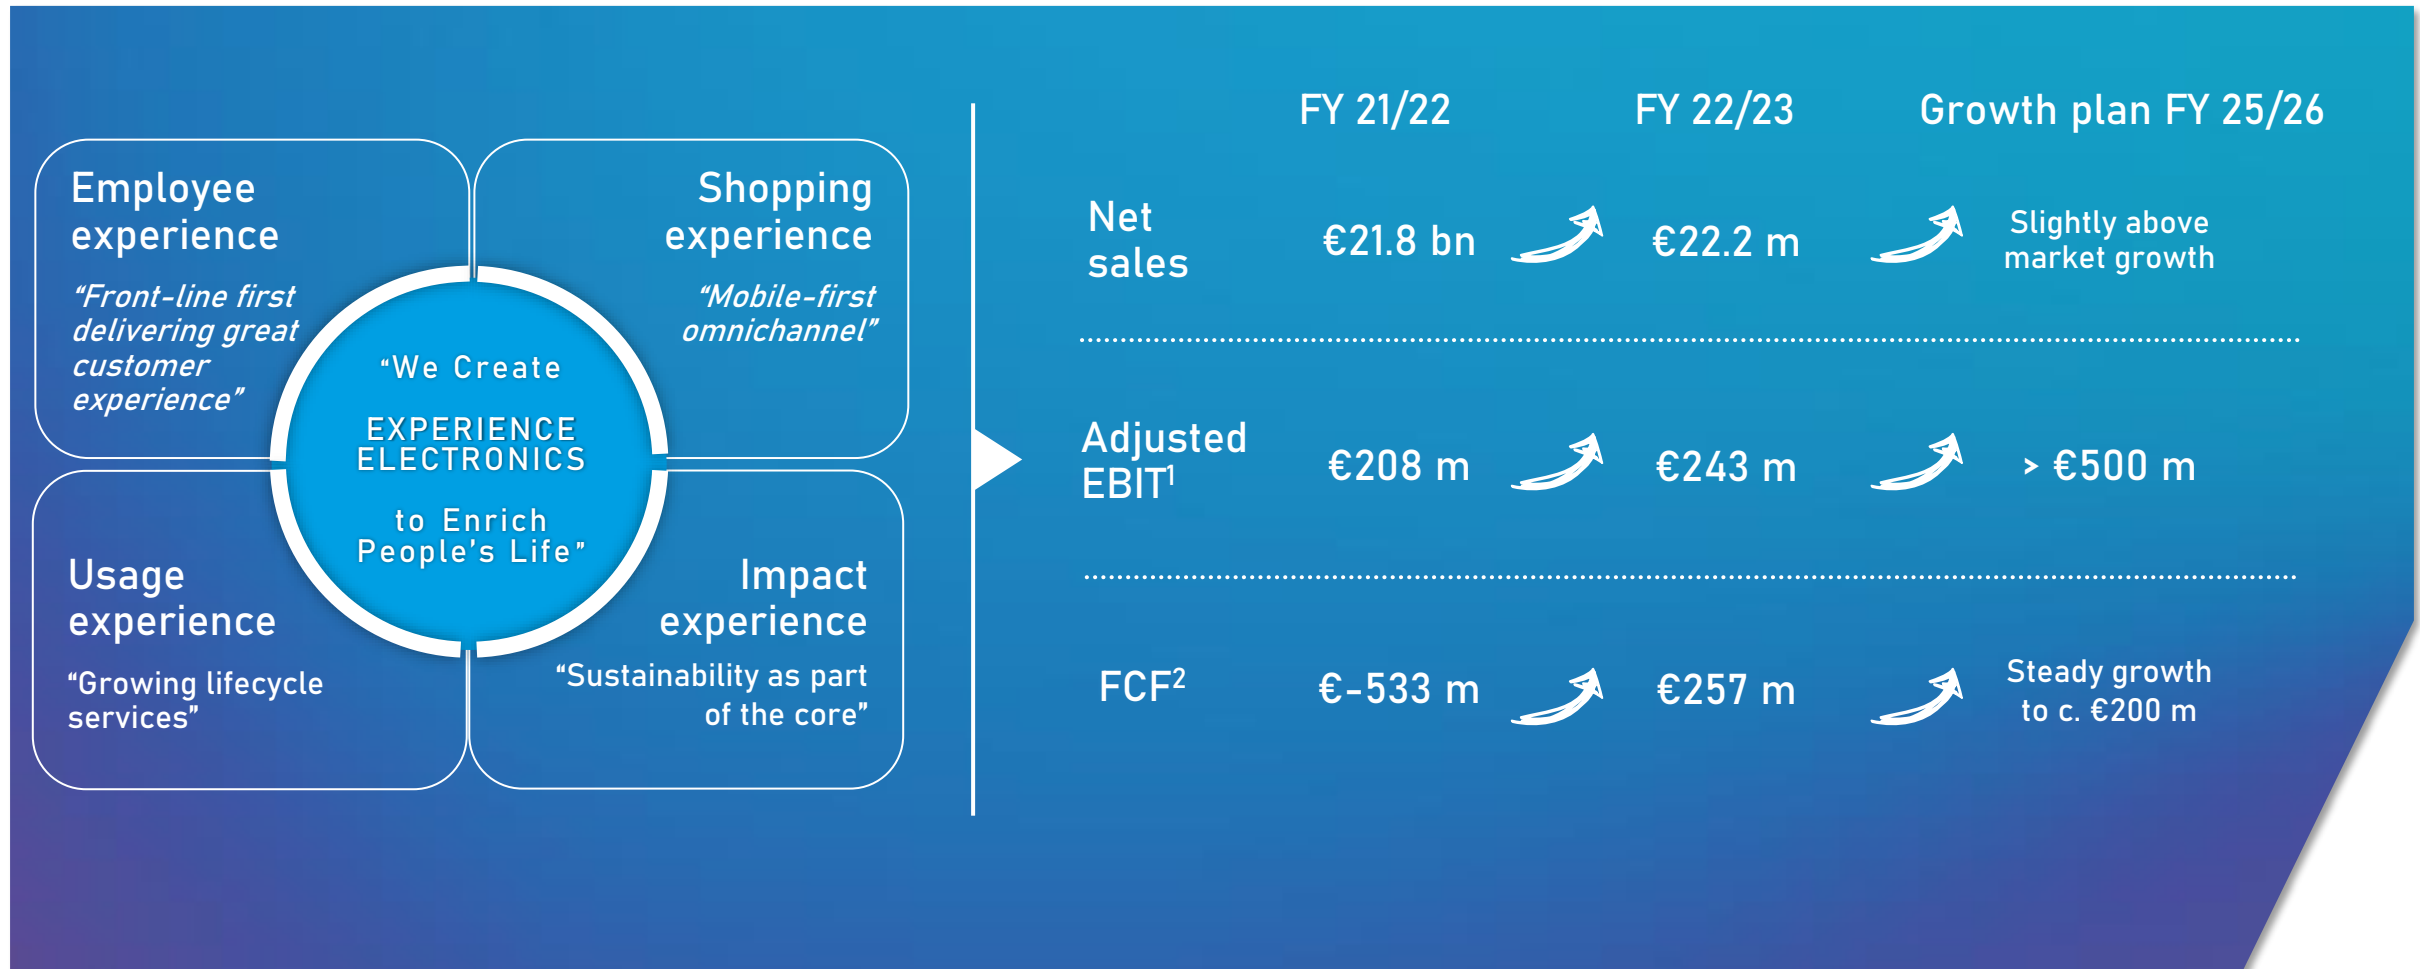 Employee
experience
“Front-line first
delivering great
customer
experience”
Shopping
experience
“Mobile-first
omnichannel”
“We Create
EXPERIENCE
ELECTRONICS
to Enrich
People’s Life”
Usage
experience
“Growing lifecycle
services”
Impact
experience
“Sustainability as part
of the core”
FY 21/22 FY 22/23 Growth plan FY 25/26
Net
sales
€21.8 bn €22.2 m
Slightly above
market growth
Adjusted
EBIT¹
€208 m €243 m > €500 m
FCF² €-533 m €257 m
Steady growth
to c. €200 m